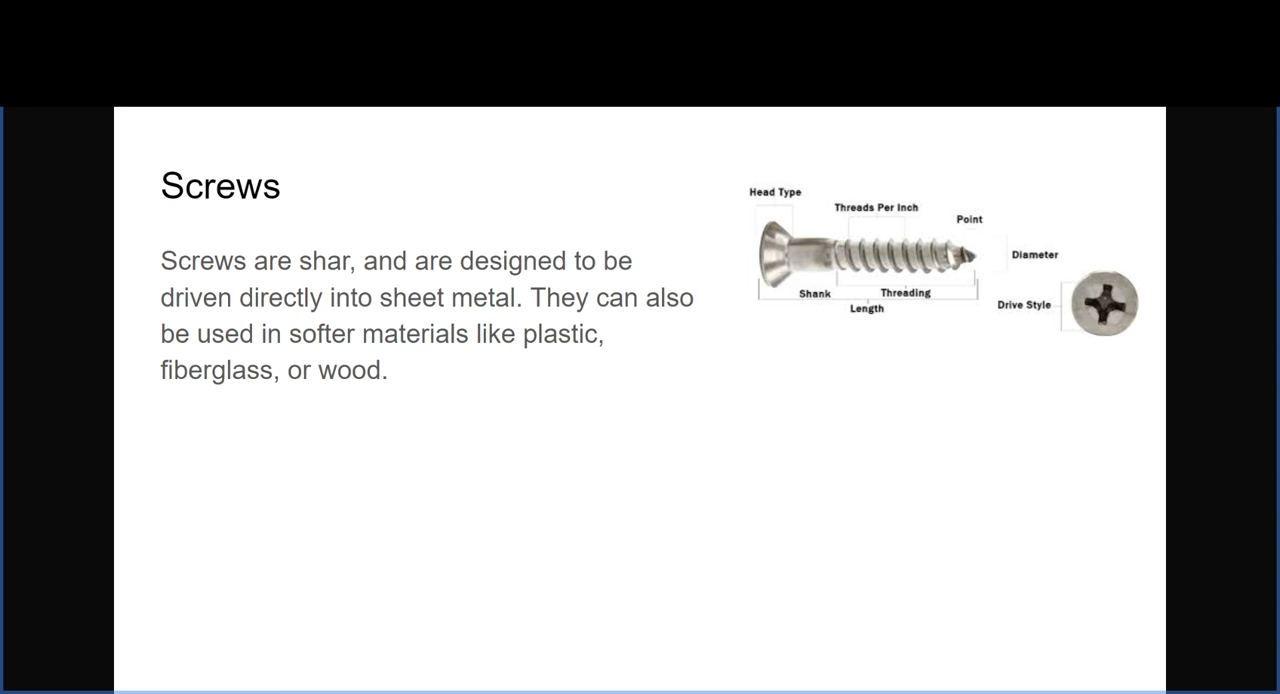 Screws
Screws are shar, and are designed to be
driven directly into sheet metal. They can also
be used in softer materials like plastic,
fiberglass, or wood.
Head Type
Threads Per Inch
Point
Diameter
Shank
Threading
Length
Drive Style